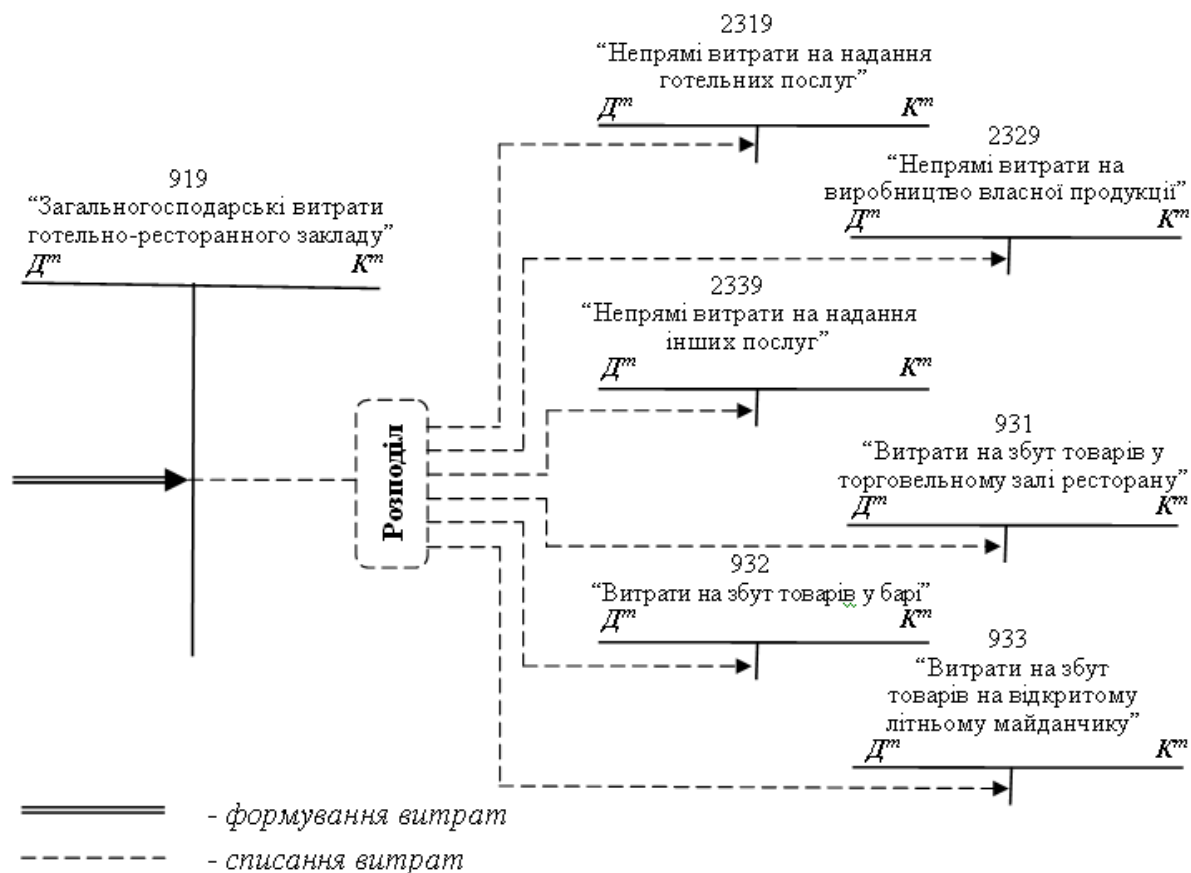 2319
“Непрямі витрати на надання
готельних послуг”
Дт Кт
2329
“Непрямі витрати на
виробництво власної продукції”
Дт Кт
919
“Загальногосподарські витрати
готельно-ресторанного закладу”
Дт Кт
2339
“Непрямі витрати на надання
інших послуг”
Дт Кт
Розподіл
931
“Витрати на збут товарів у
торговельному залі ресторану”
Дт Кт
932
“Витрати на збут товарів у барі”
Дт Кт
933
“Витрати на збут
товарів на відкритому
літньому майданчику”
Дт Кт
- формування витрат
- списання витрат